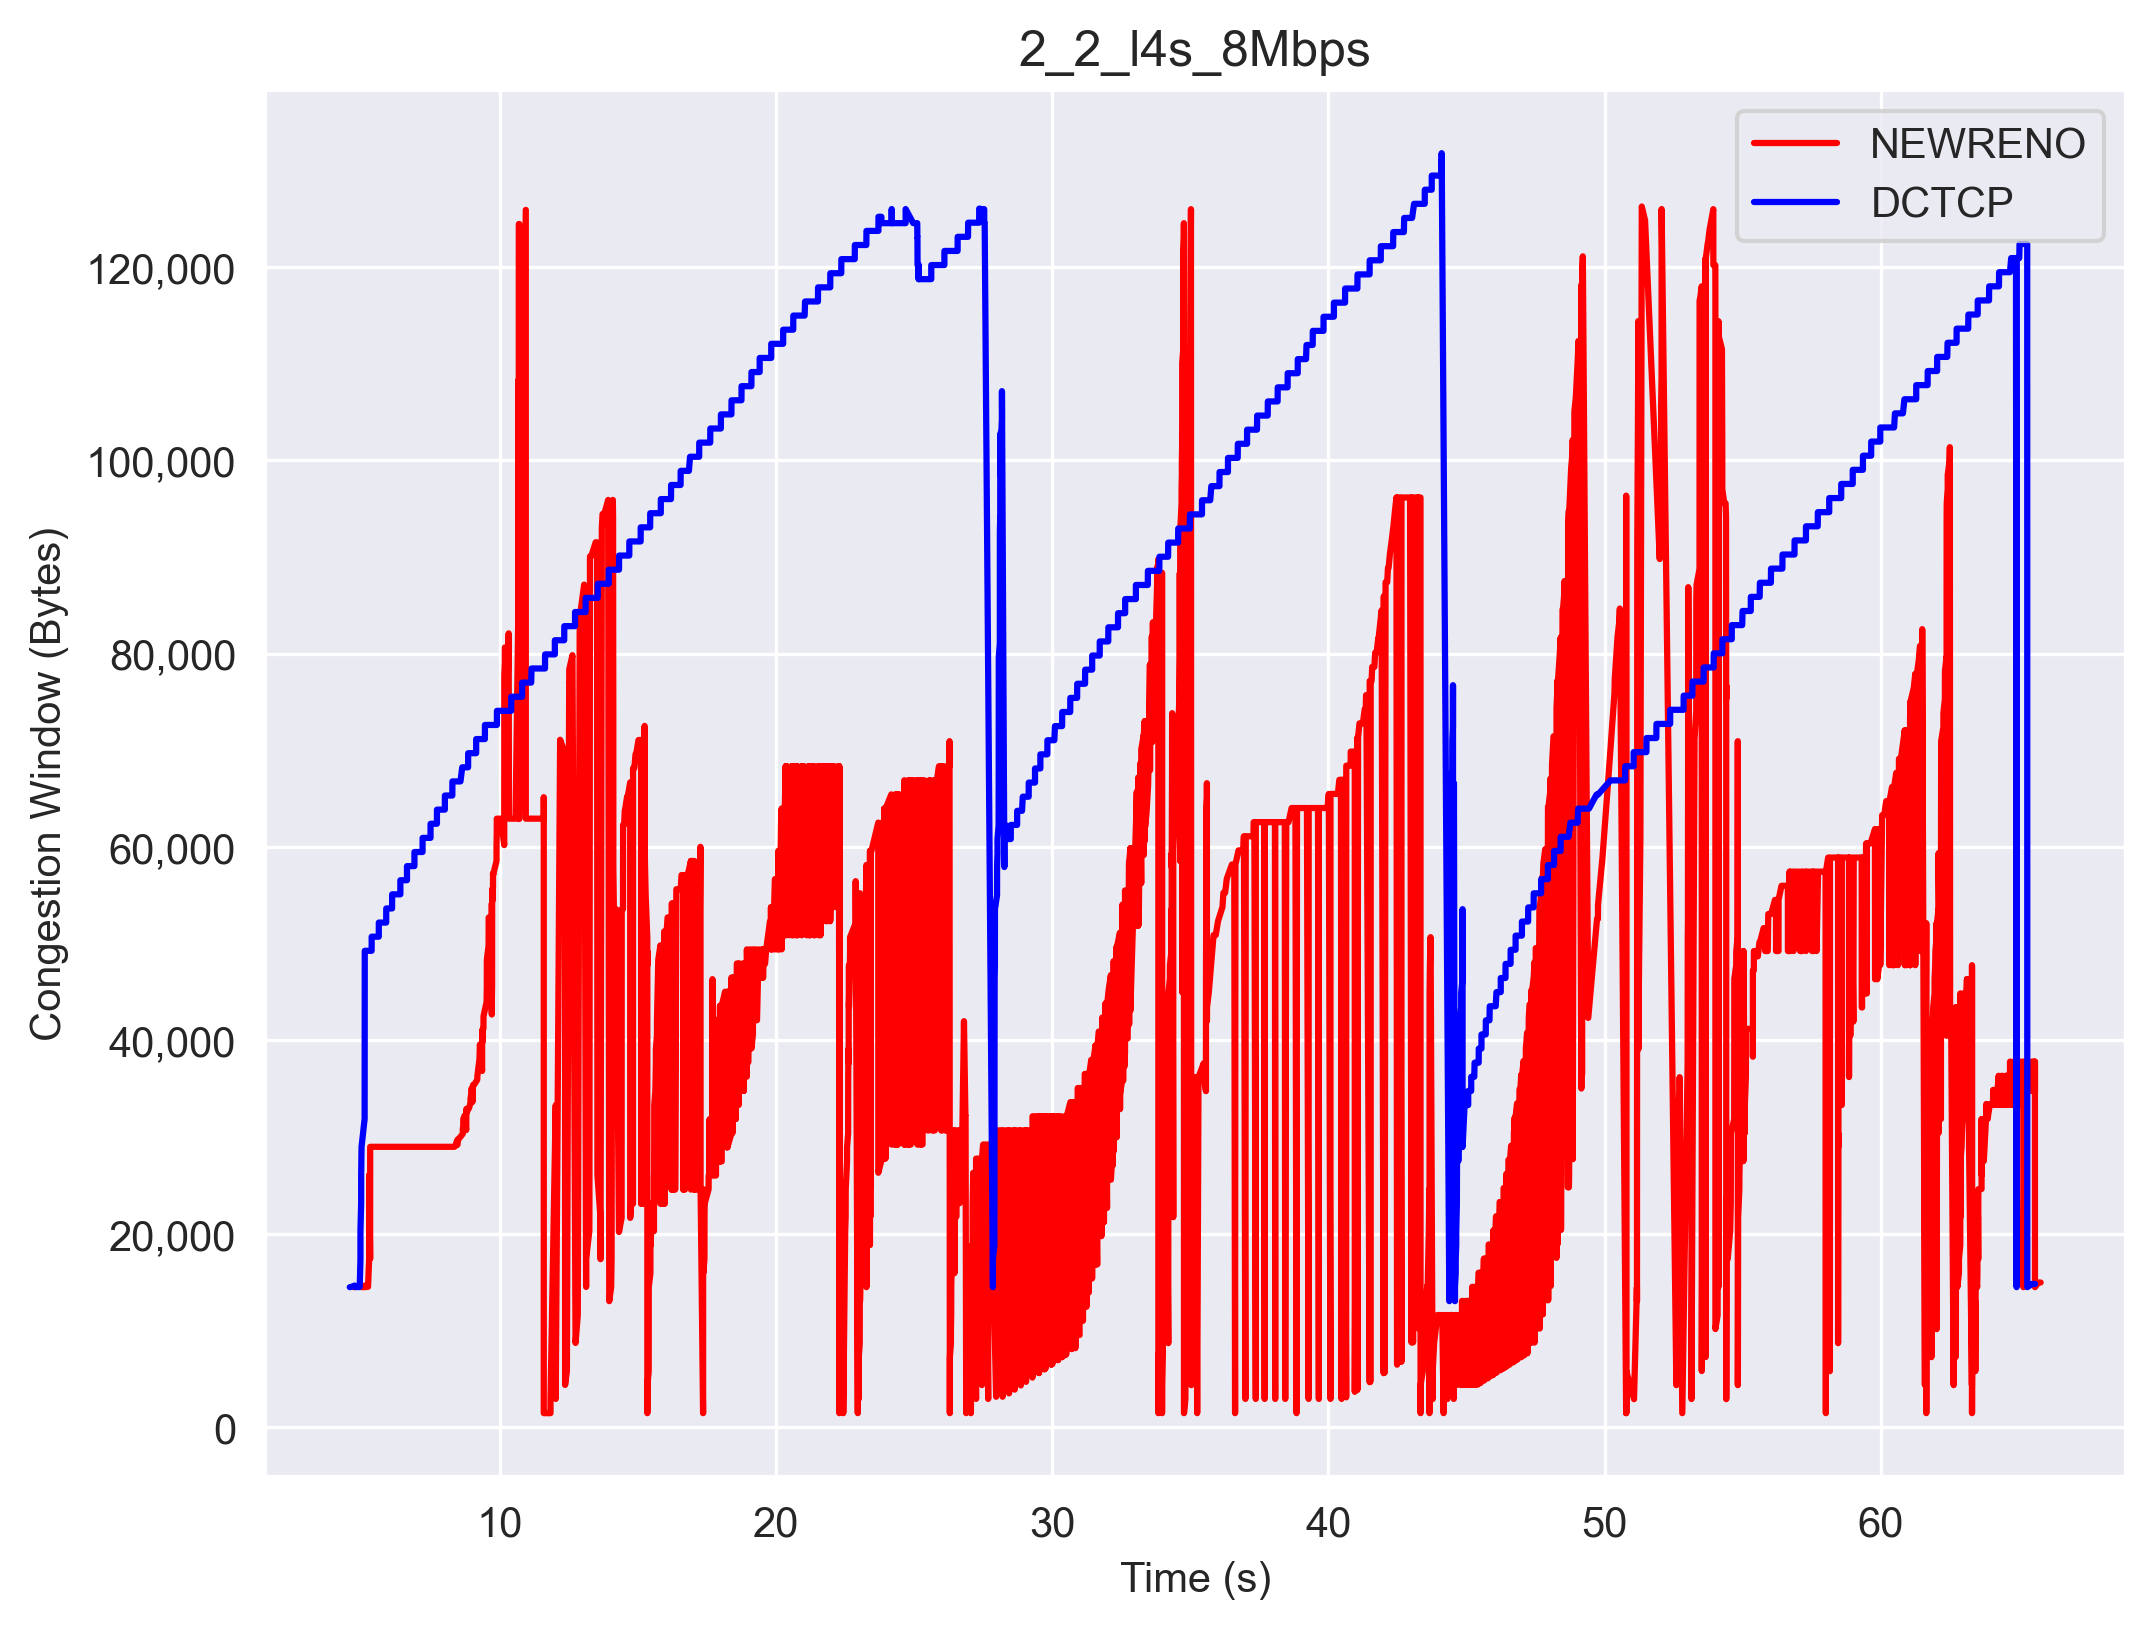 2_2_l4s_8Mbps
NEWRENO
DCTCP
Congestion Window (Bytes)
120,000
100,000
80,000
60,000
40,000
20,000
0
10 20 30 40 50 60
Time (s)